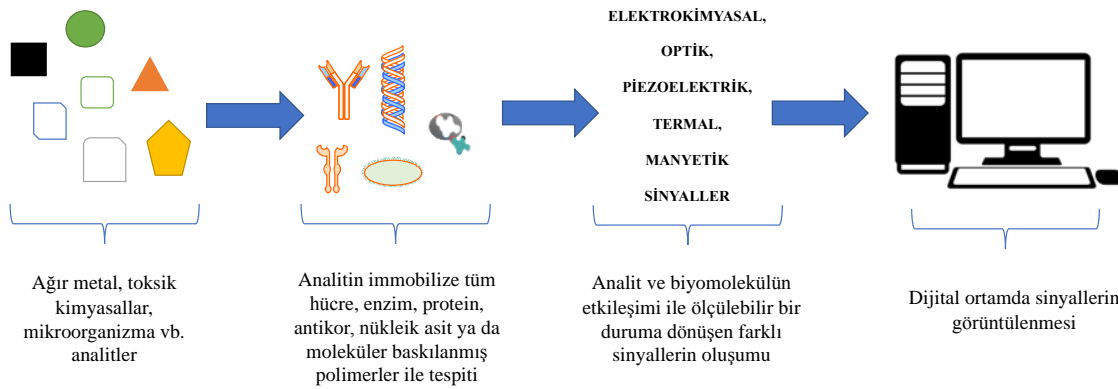 ELEKTROKİMYASAL,
OPTİK,
PİEZOELEKTRİK,
TERMAL,
MANYETİK
SİNYALLER
Ağır metal, toksik
kimyasallar,
mikroorganizma vb.
analitler
Analitin immobilize tüm
hücre, enzim, protein,
antikor, nükleik asit ya da
moleküler baskılanmış
polimerler ile tespiti
Analit ve biyomolekülün
etkileşimi ile ölçülebilir bir
duruma dönüşen farklı
sinyallerin oluşumu
Dijital ortamda sinyallerin
görüntülenmesi